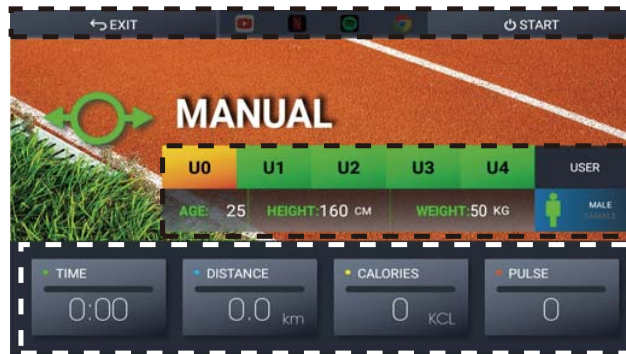 EXIT START
MANUAL
U0 U1 U2 U3 U4 USER
AGE: 25 HEIGHT:160 CM WEIGHT:50 KG MALE
FAMALE
TIME DISTANCE CALORIES PULSE
0:00 0.0 km 0 KCL 0